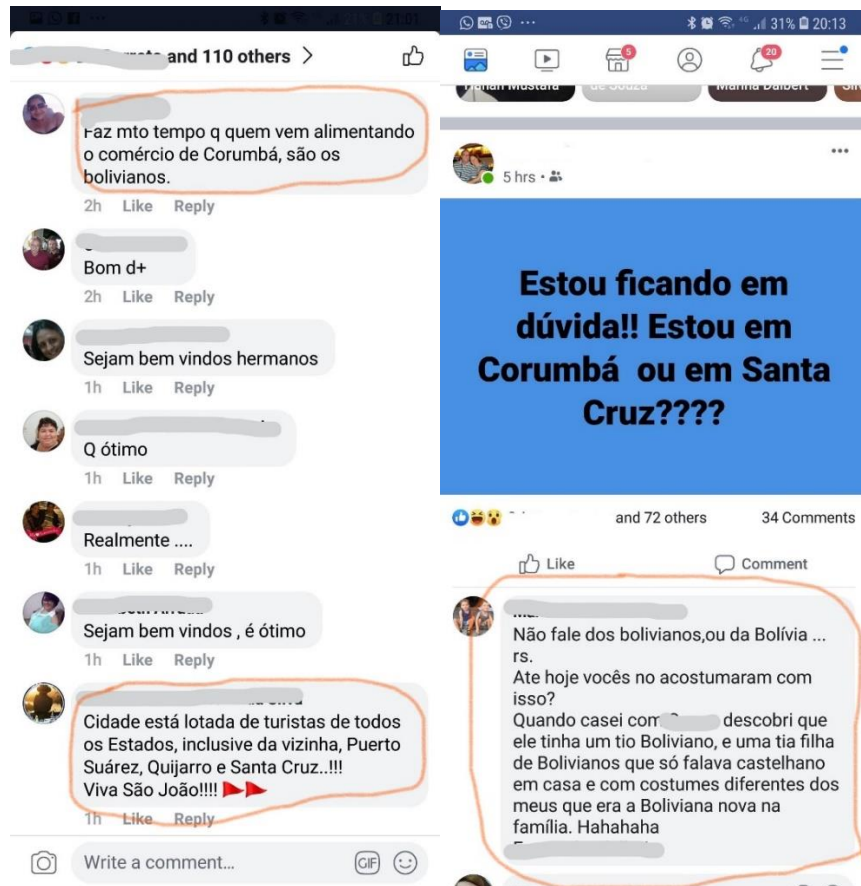 21:01
and 110 others >
Faz mto tempo q quem vem alimentando
o comércio de Corumbá, são os
bolivianos.
2h Like Reply
Bom d+
2h Like Reply
Sejam bem vindos hermanos
1h Like Reply
Q ótimo
1h Like Reply
Realmente ....
1h Like Reply
Sejam bem vindos , é ótimo
1h Like Reply
Cidade está lotada de turistas de todos
os Estados, inclusive da vizinha, Puerto
Suárez, Quijarro e Santa Cruz..!!!
Viva São João!!!!
1h Like Reply
Write a comment...
GIF
31% 20:13
5
20
5 hrs
Estou ficando em
dúvida!! Estou em
Corumbá ou em Santa
Cruz????
and 72 others 34 Comments
Like Comment
Não fale dos bolivianos,ou da Bolívia ...
rs.
Ate hoje vocês no acostumaram com
isso?
Quando casei com descobri que
ele tinha um tio Boliviano, e uma tia filha
de Bolivianos que só falava castelhano
em casa e com costumes diferentes dos
meus que era a Boliviana nova na
família. Hahahaha